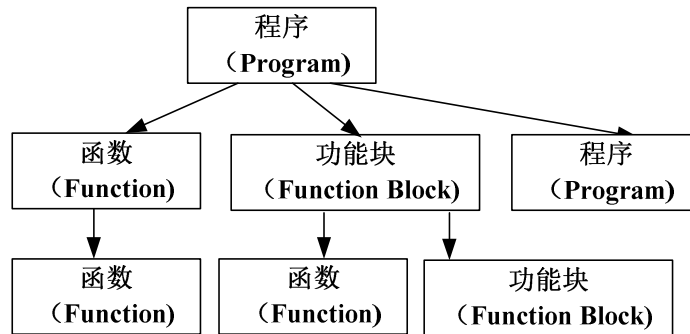 程序
（Program)
函数
（Function)
功能块
（Function Block)
程序
（Program)
函数
（Function)
函数
（Function)
功能块
（Function Block)